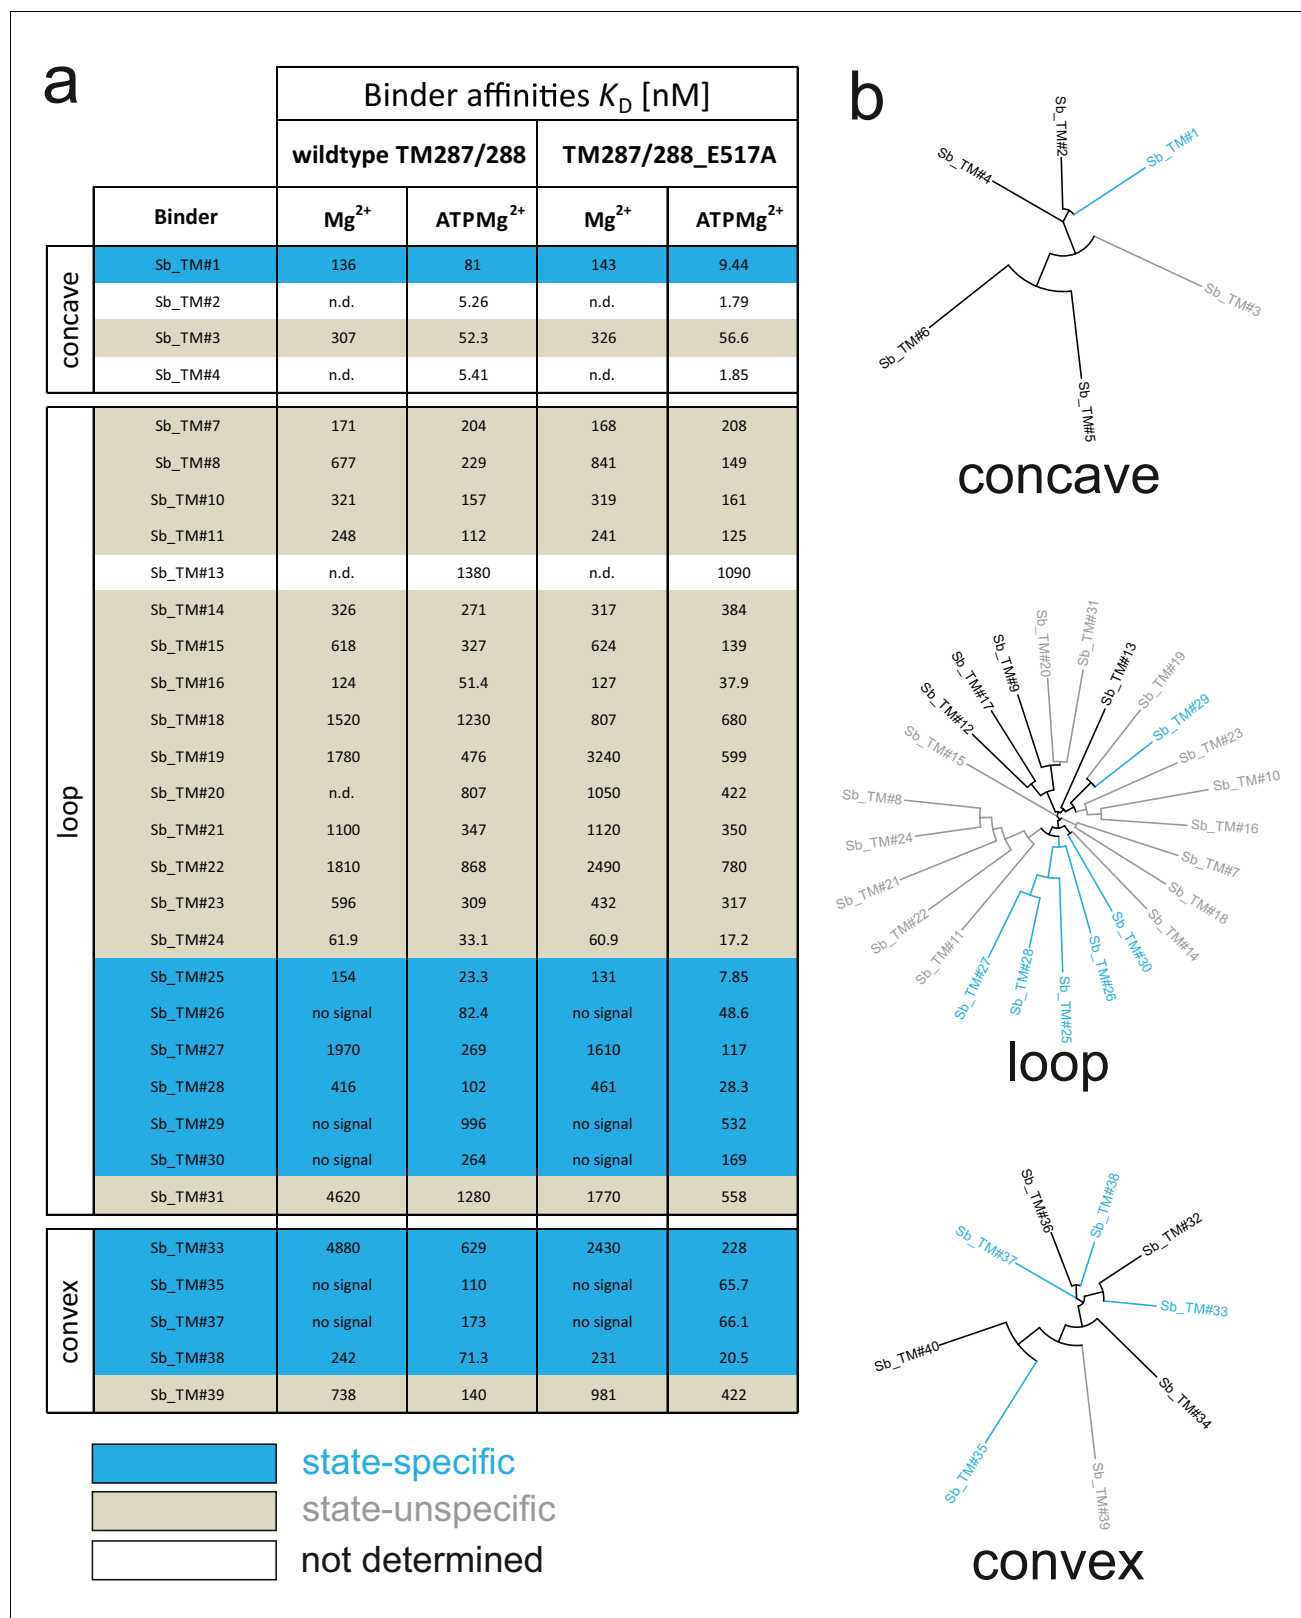 a
Binder affinities K_D [nM]
wildtype TM287/288 TM287/288_E517A
Binder Mg2+ ATPMg2+ Mg2+ ATPMg2+
concave
Sb_TM#1 136 81 143 9.44
Sb_TM#2 n.d. 5.26 n.d. 1.79
Sb_TM#3 307 52.3 326 56.6
Sb_TM#4 n.d. 5.41 n.d. 1.85
loop
Sb_TM#7 171 204 168 208
Sb_TM#8 677 229 841 149
Sb_TM#10 321 157 319 161
Sb_TM#11 248 112 241 125
Sb_TM#13 n.d. 1380 n.d. 1090
Sb_TM#14 326 271 317 384
Sb_TM#15 618 327 624 139
Sb_TM#16 124 51.4 127 37.9
Sb_TM#18 1520 1230 807 680
Sb_TM#19 1780 476 3240 599
Sb_TM#20 n.d. 807 1050 422
Sb_TM#21 1100 347 1120 350
Sb_TM#22 1810 868 2490 780
Sb_TM#23 596 309 432 317
Sb_TM#24 61.9 33.1 60.9 17.2
Sb_TM#25 154 23.3 131 7.85
Sb_TM#26 no signal 82.4 no signal 48.6
Sb_TM#27 1970 269 1610 117
Sb_TM#28 416 102 461 28.3
Sb_TM#29 no signal 996 no signal 532
Sb_TM#30 no signal 264 no signal 169
Sb_TM#31 4620 1280 1770 558
convex
Sb_TM#33 4880 629 2430 228
Sb_TM#35 no signal 110 no signal 65.7
Sb_TM#37 no signal 173 no signal 66.1
Sb_TM#38 242 71.3 231 20.5
Sb_TM#39 738 140 981 422
state-specific
state-unspecific
not determined
b
Sb_TM#2
Sb_TM#1
Sb_TM#4
Sb_TM#3
Sb_TM#6
Sb_TM#5
concave
Sb_TM#20
Sb_TM#31
Sb_TM#13
Sb_TM#9
Sb_TM#19
Sb_TM#17
Sb_TM#29
Sb_TM#12
Sb_TM#23
Sb_TM#15
Sb_TM#10
Sb_TM#8
Sb_TM#16
Sb_TM#24
Sb_TM#7
Sb_TM#21
Sb_TM#18
Sb_TM#22
Sb_TM#14
Sb_TM#11
Sb_TM#30
Sb_TM#27
Sb_TM#28
Sb_TM#26
Sb_TM#25
loop
Sb_TM#36
Sb_TM#38
Sb_TM#32
Sb_TM#37
Sb_TM#33
Sb_TM#40
Sb_TM#34
Sb_TM#35
Sb_TM#39
convex